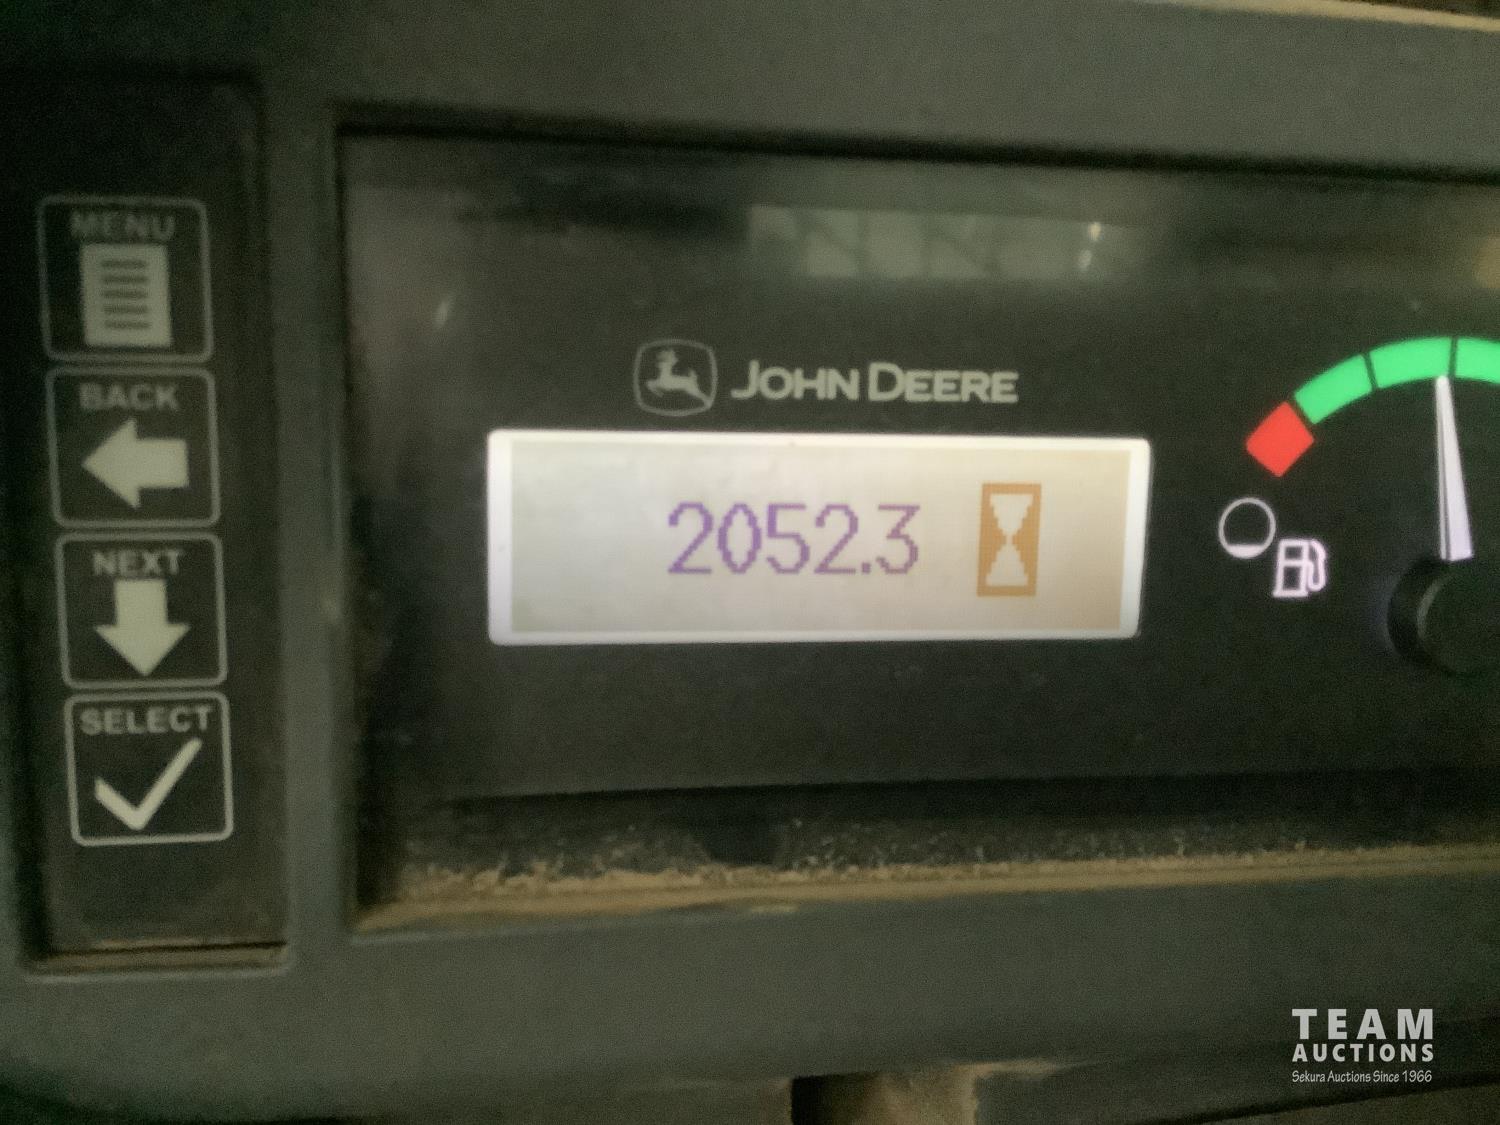 MENU
BACK
NEXT
SELECT
JOHN DEERE
2052.3
TEAM
AUCTIONS
Sekura Auctions Since 1966